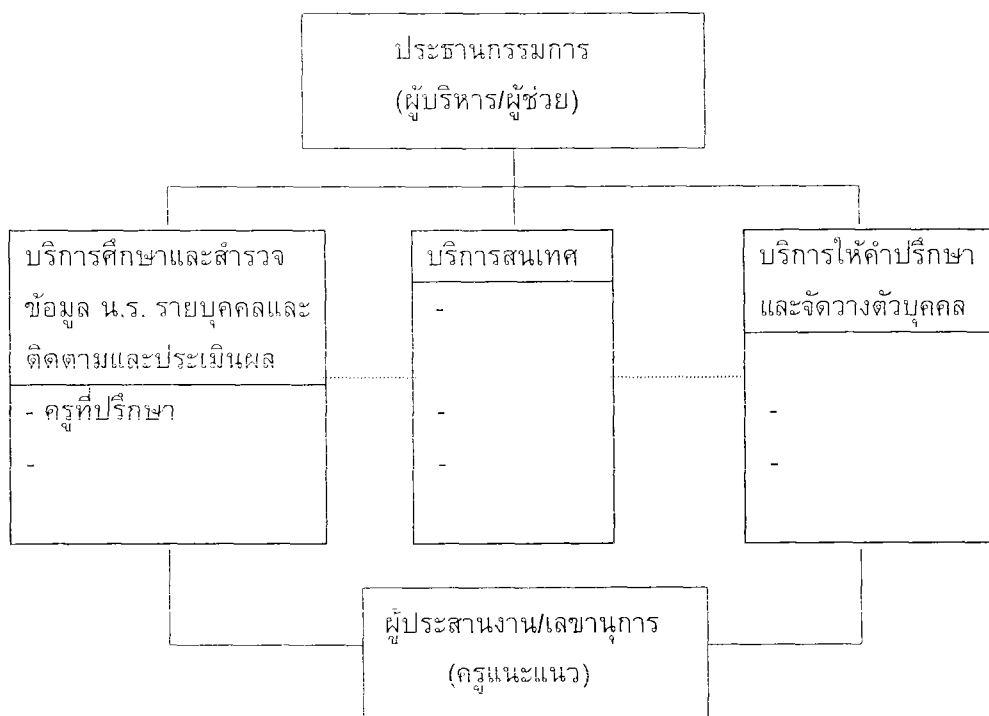 ประธานกรรมการ
(ผู้บริหาร/ผู้ช่วย)
บริการศึกษาและสำรวจ
ข้อมูล น.ร. รายบุคคลและ
ติดตามและประเมินผล
- ครูที่ปรึกษา
-
บริการสนเทศ
-
-
-
บริการให้คำปรึกษา
และจัดวางตัวบุคคล
-
-
ผู้ประสานงาน/เลขานุการ
(ครูแนะแนว)